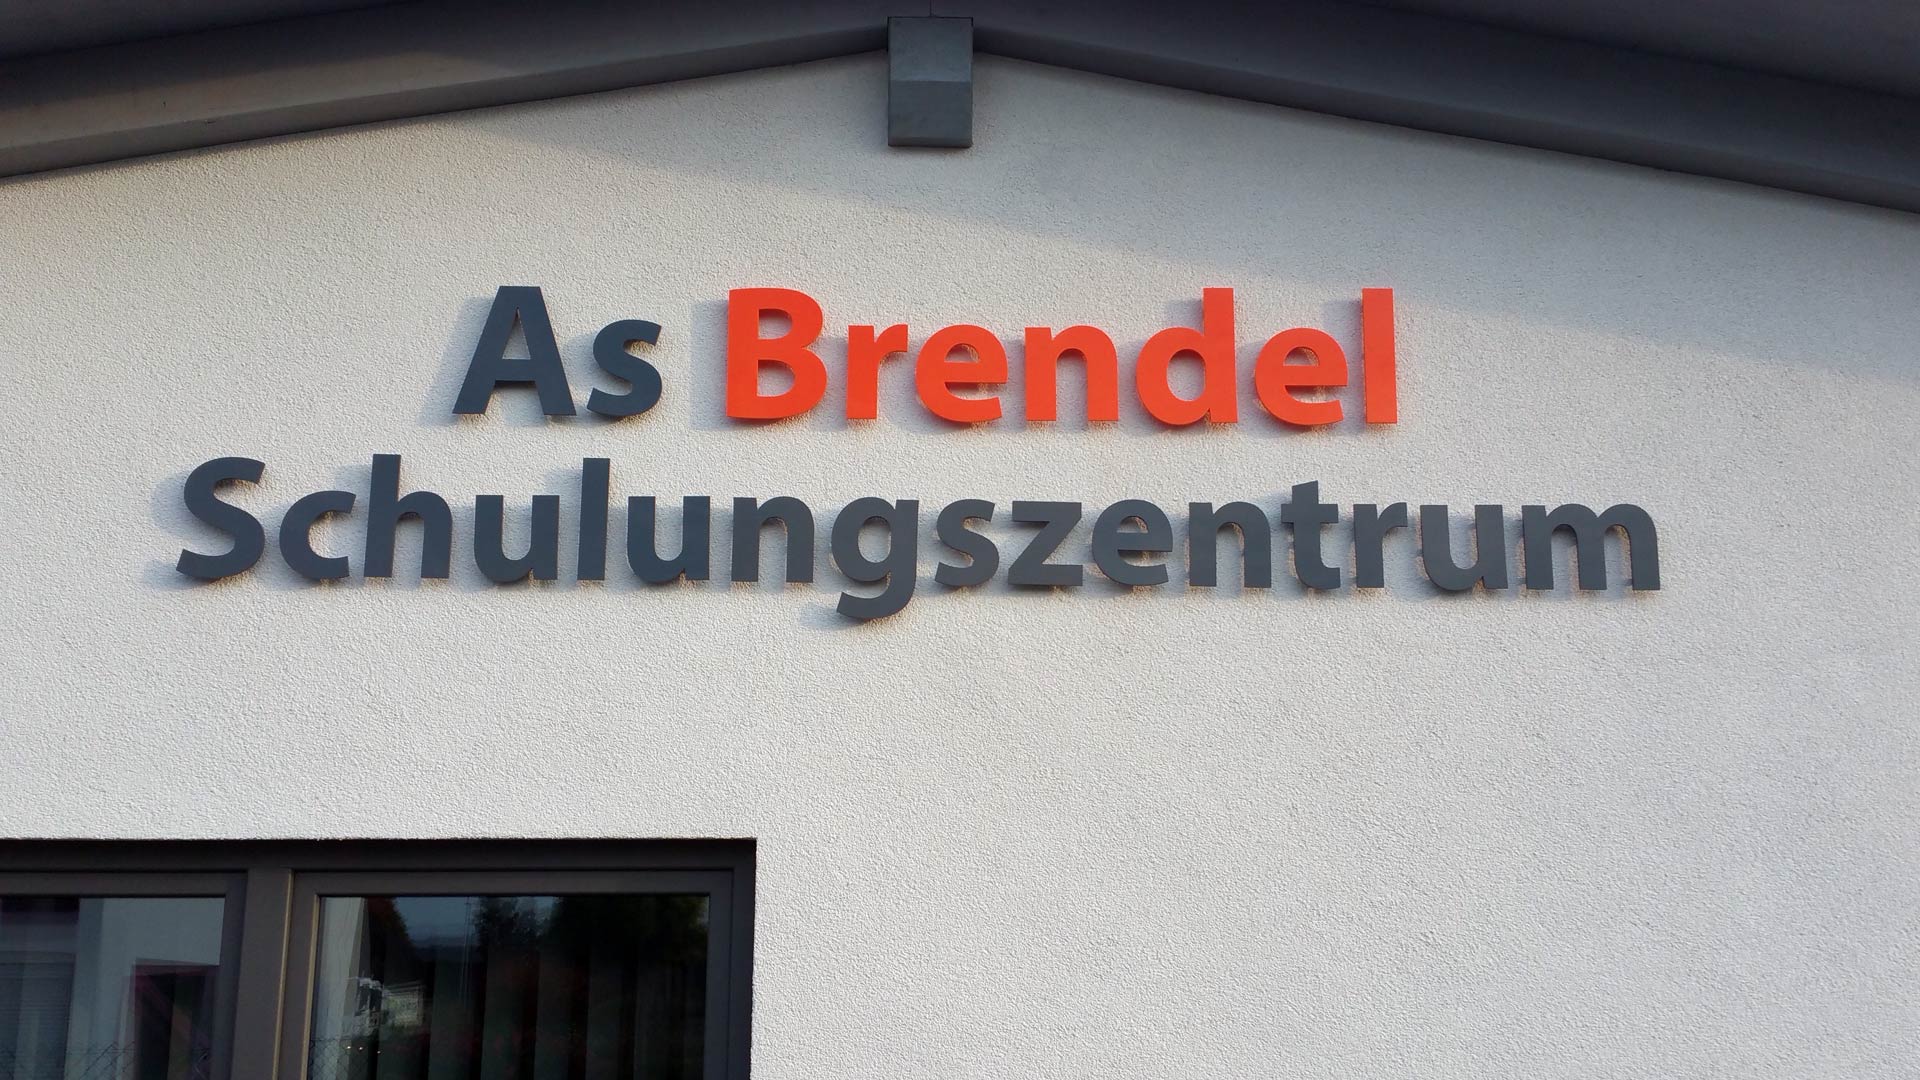 As Brendel
Schulungszentrum